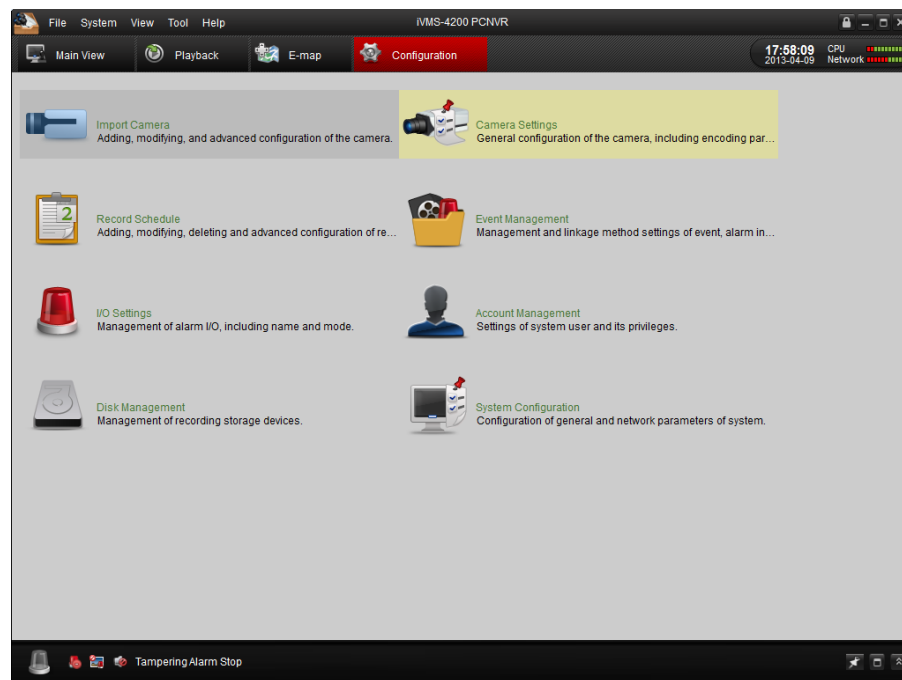 File System View Tool Help iVMS-4200 PCNVR
Main View Playback E-map Configuration 17:58:09 CPU
2013-04-09 Network
Import Camera
Adding, modifying, and advanced configuration of the camera.
Camera Settings
General configuration of the camera, including encoding par...
2
Record Schedule
Adding, modifying, deleting and advanced configuration of re...
Event Management
Management and linkage method settings of event, alarm in...
I/O Settings
Management of alarm I/O, including name and mode.
Account Management
Settings of system user and its privileges.
Disk Management
Management of recording storage devices.
System Configuration
Configuration of general and network parameters of system.
Tampering Alarm Stop